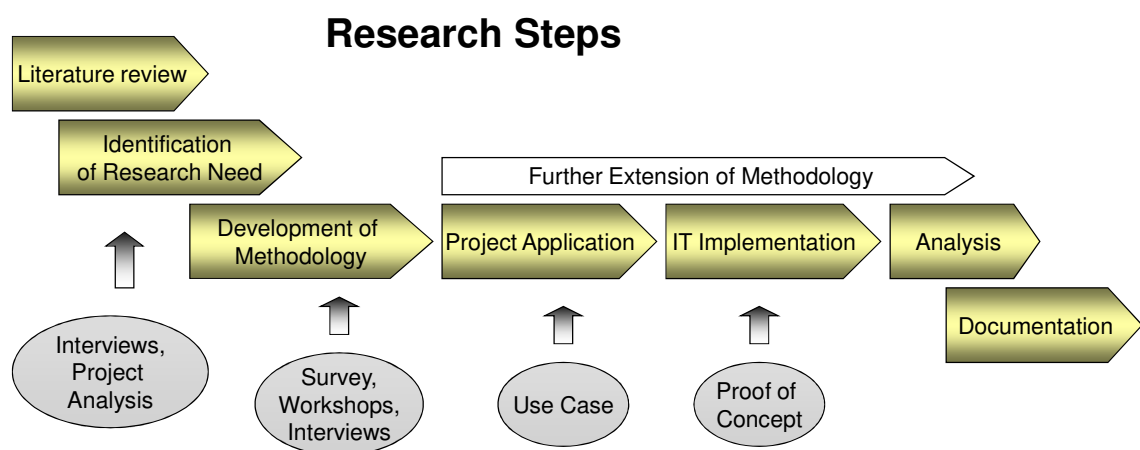 Research Steps
Literature review
Identification
of Research Need
Further Extension of Methodology
Development of
Methodology
Project Application
IT Implementation
Analysis
Documentation
Interviews,
Project
Analysis
Survey,
Workshops,
Interviews
Use Case
Proof of
Concept